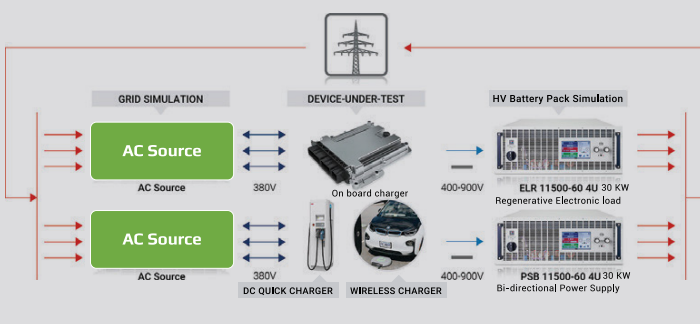 GRID SIMULATION
DEVICE-UNDER-TEST
HV Battery Pack Simulation
AC Source
AC Source
380V
On board charger
400-900V
ELR 11500-60 4U 30 KW
Regenerative Electronic load
AC Source
AC Source
380V
DC QUICK CHARGER
WIRELESS CHARGER
400-900V
PSB 11500-60 4U 30 KW
Bi-directional Power Supply